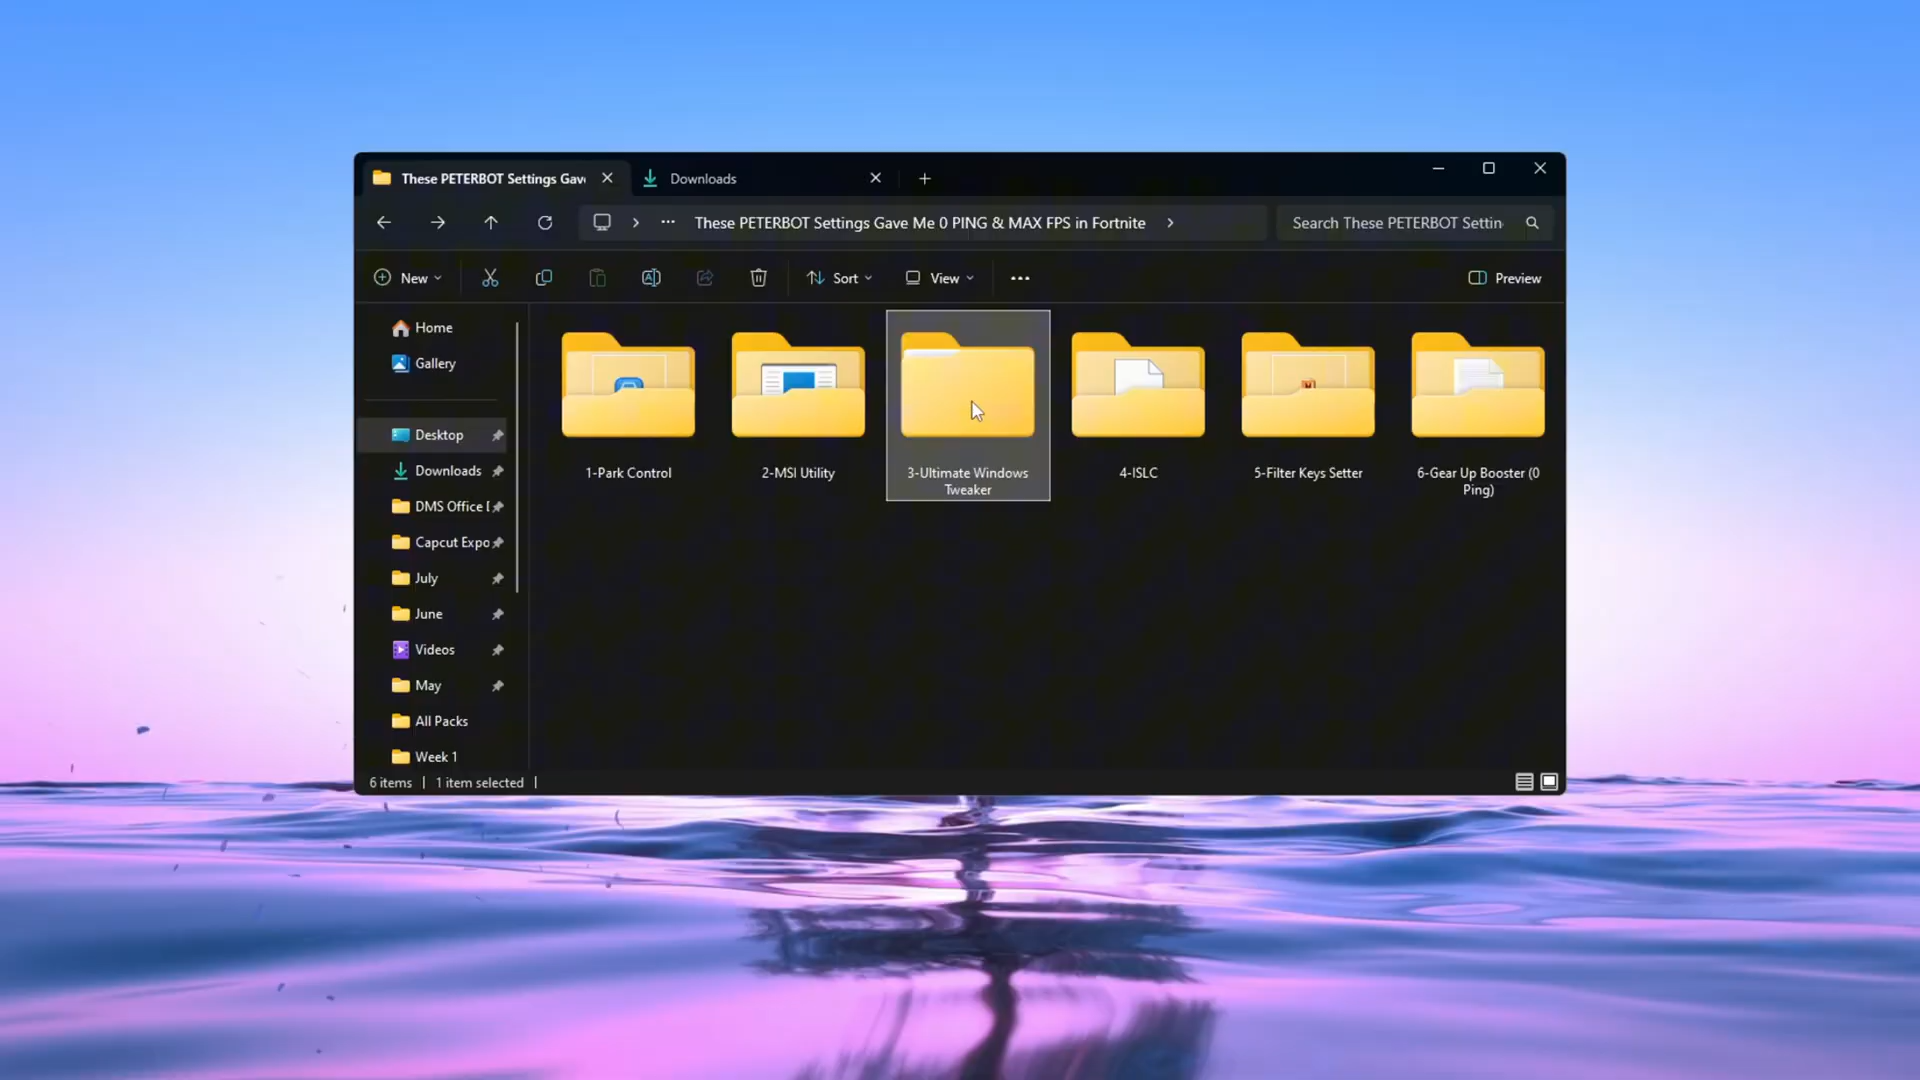 These PETERBOT Settings Gav
Downloads
These PETERBOT Settings Gave Me 0 PING & MAX FPS in Fortnite
Search These PETERBOT Settin
New
Sort
View
Preview
Home
Gallery
Desktop
Downloads
DMS Office [
Capcut Expo
July
June
Videos
May
All Packs
Week 1
1-Park Control
2-MSI Utility
3-Ultimate Windows
Tweaker
4-ISLC
5-Filter Keys Setter
6-Gear Up Booster (0
Ping)
6 items
1 item selected